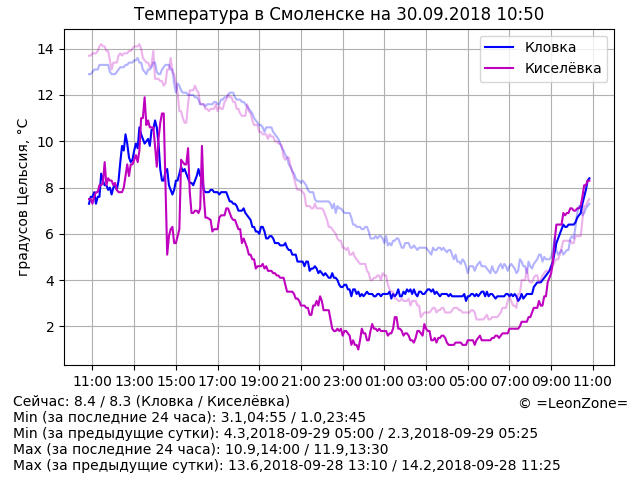 Температура в Смоленске на 30.09.2018 10:50
Кловка
Киселёвка
градусов Цельсия, °C
14
12
10
8
6
4
2
11:00 13:00 15:00 17:00 19:00 21:00 23:00 01:00 03:00 05:00 07:00 09:00 11:00
Сейчас: 8.4 / 8.3 (Кловка / Киселёвка)
© =LeonZone=
Min (за последние 24 часа): 3.1,04:55 / 1.0,23:45
Min (за предыдущие сутки): 4.3,2018-09-29 05:00 / 2.3,2018-09-29 05:25
Max (за последние 24 часа): 10.9,14:00 / 11.9,13:30
Max (за предыдущие сутки): 13.6,2018-09-28 13:10 / 14.2,2018-09-28 11:25